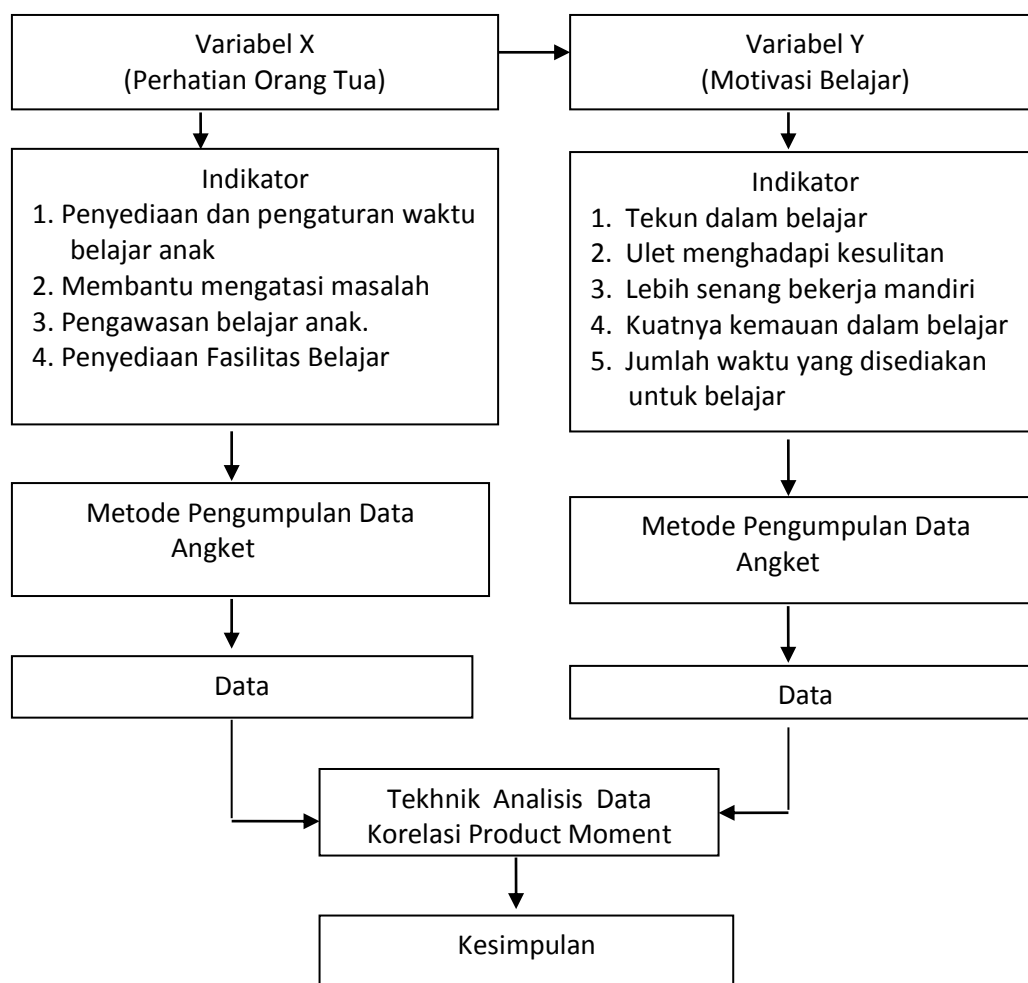 Variabel X
(Perhatian Orang Tua)
Variabel Y
(Motivasi Belajar)
Indikator
1. Penyediaan dan pengaturan waktu
belajar anak
2. Membantu mengatasi masalah
3. Pengawasan belajar anak.
4. Penyediaan Fasilitas Belajar
Indikator
1. Tekun dalam belajar
2. Ulet menghadapi kesulitan
3. Lebih senang bekerja mandiri
4. Kuatnya kemauan dalam belajar
5. Jumlah waktu yang disediakan
untuk belajar
Metode Pengumpulan Data
Angket
Metode Pengumpulan Data
Angket
Data
Data
Tekhnik Analisis Data
Korelasi Product Moment
Kesimpulan